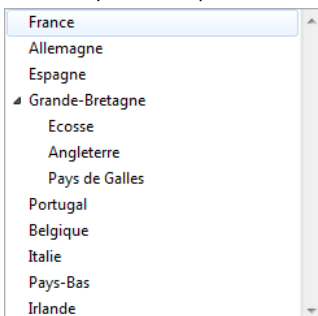 France
Allemagne
Espagne
Grande-Bretagne
Ecosse
Angleterre
Pays de Galles
Portugal
Belgique
Italie
Pays-Bas
Irlande